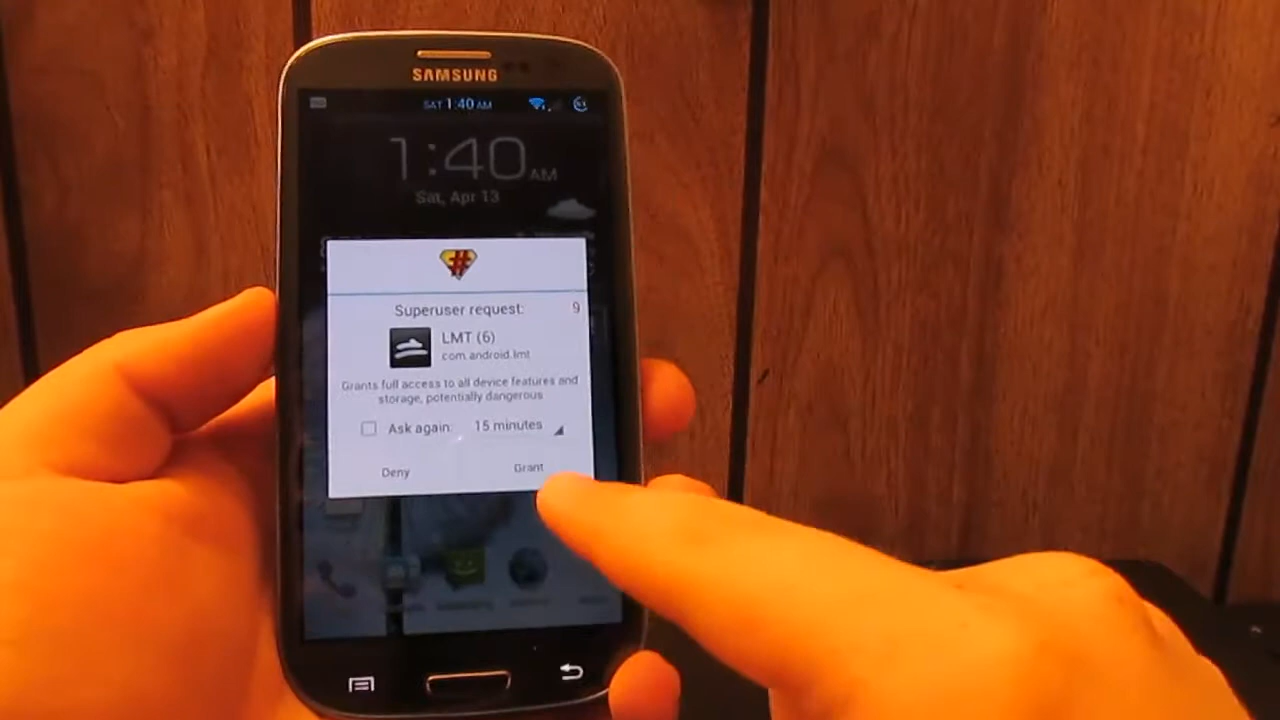 SAMSUNG
SAT 1:40 AM
1:40 AM
Sat, Apr 13
#
Superuser request: 9
LMT (6)
com.android.lmt
Grants full access to all device features and
storage, potentially dangerous
Ask again: 15 minutes
Deny Grant